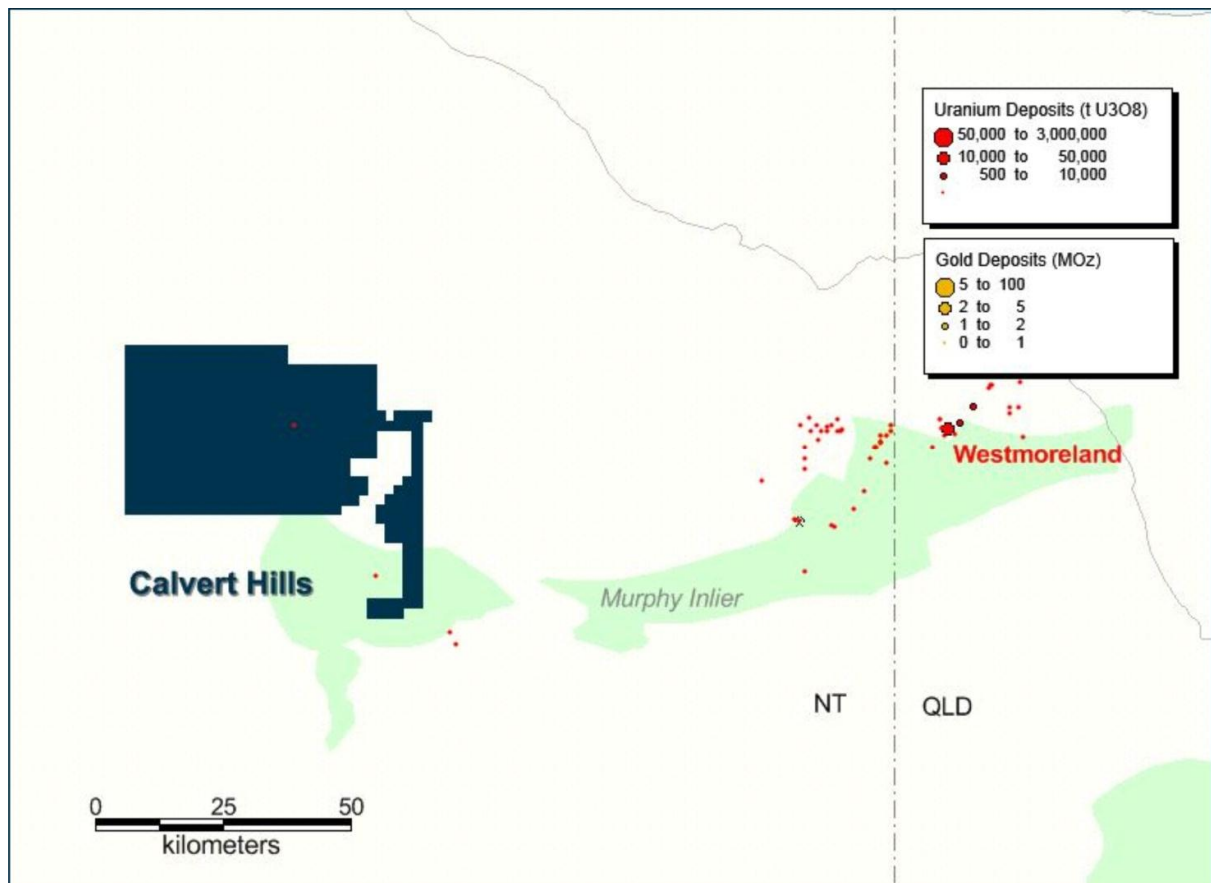 Uranium Deposits (t U3O8)
50,000 to 3,000,000
10,000 to 50,000
500 to 10,000
Gold Deposits (MOz)
5 to 100
2 to 5
1 to 2
0 to 1
Westmoreland
Calvert Hills
Murphy Inlier
NT QLD
0 25 50
kilometers